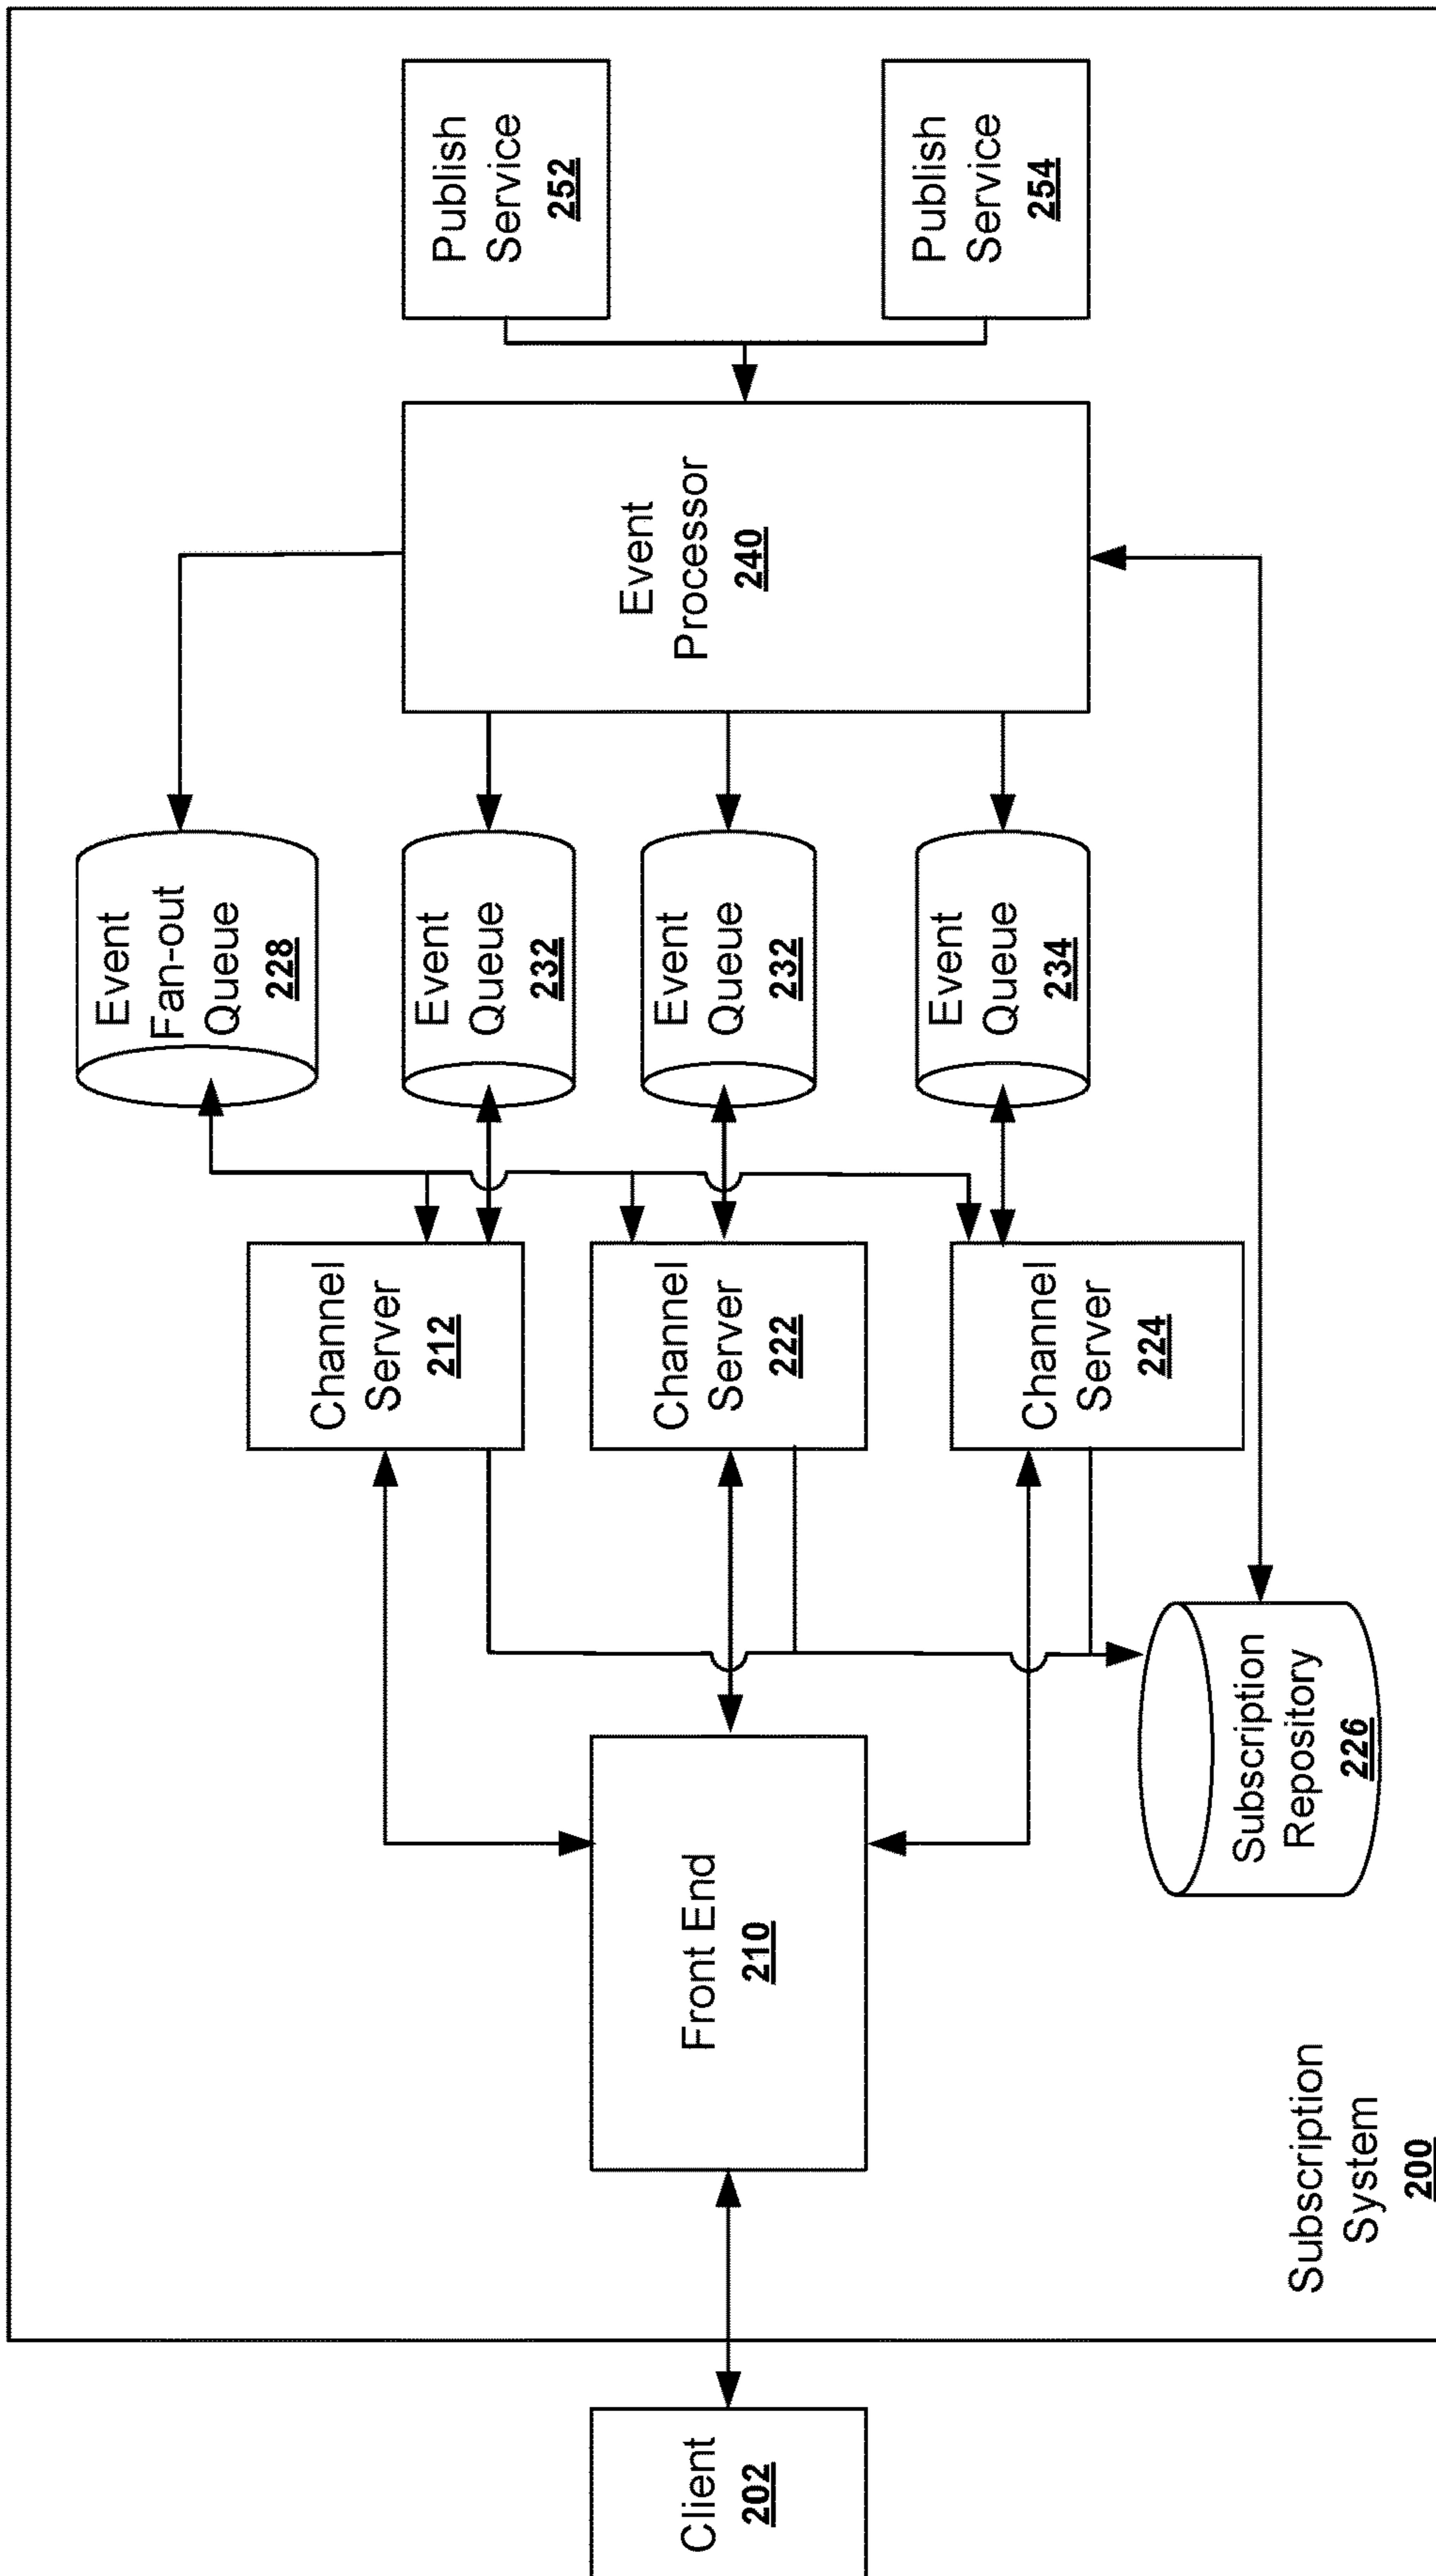 Client
202
Subscription
System
200
Front End
210
Subscription
Repository
226
Channel
Server
212
Channel
Server
222
Channel
Server
224
Event
Fan-out
Queue
228
Event
Queue
232
Event
Queue
232
Event
Queue
234
Event
Processor
240
Publish
Service
252
Publish
Service
254